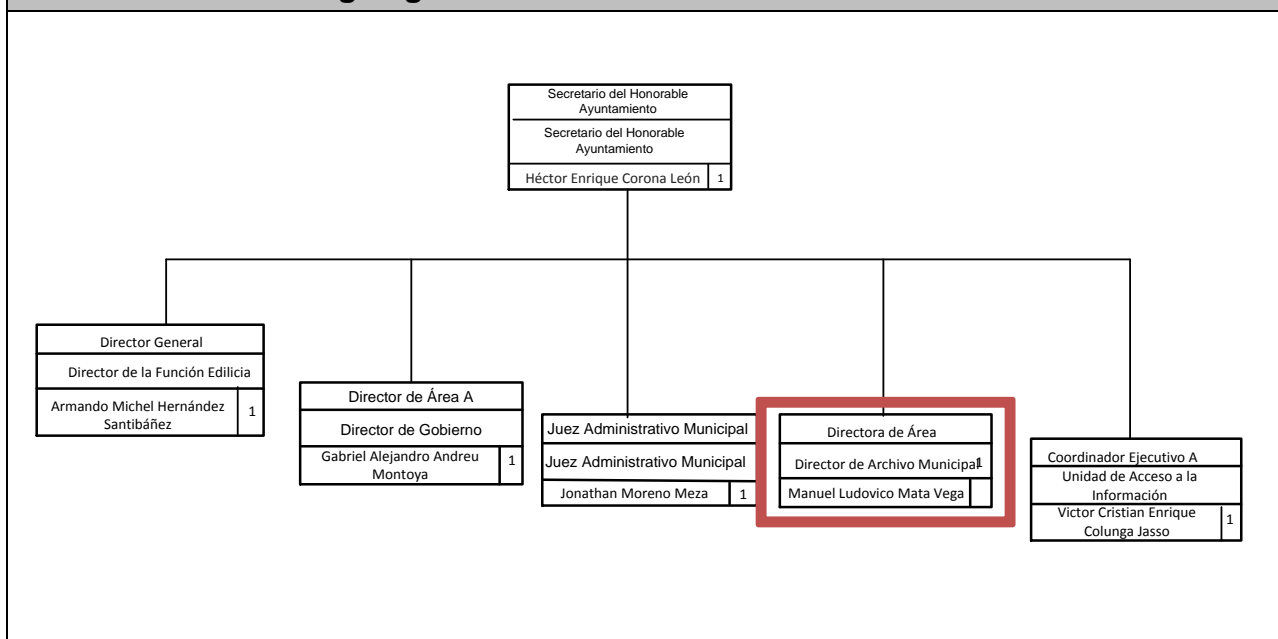 Secretario del Honorable
Ayuntamiento
Secretario del Honorable
Ayuntamiento
Héctor Enrique Corona León 1
Director General
Director de la Función Edilicia
Armando Michel Hernández
Santibáñez
1
Director de Área A
Director de Gobierno
Gabriel Alejandro Andreu
Montoya
1
Juez Administrativo Municipal
Juez Administrativo Municipal
Jonathan Moreno Meza 1
Directora de Área
Director de Archivo Municipal 1
Manuel Ludovico Mata Vega
Coordinador Ejecutivo A
Unidad de Acceso a la
Información
Victor Cristian Enrique
Colunga Jasso
1